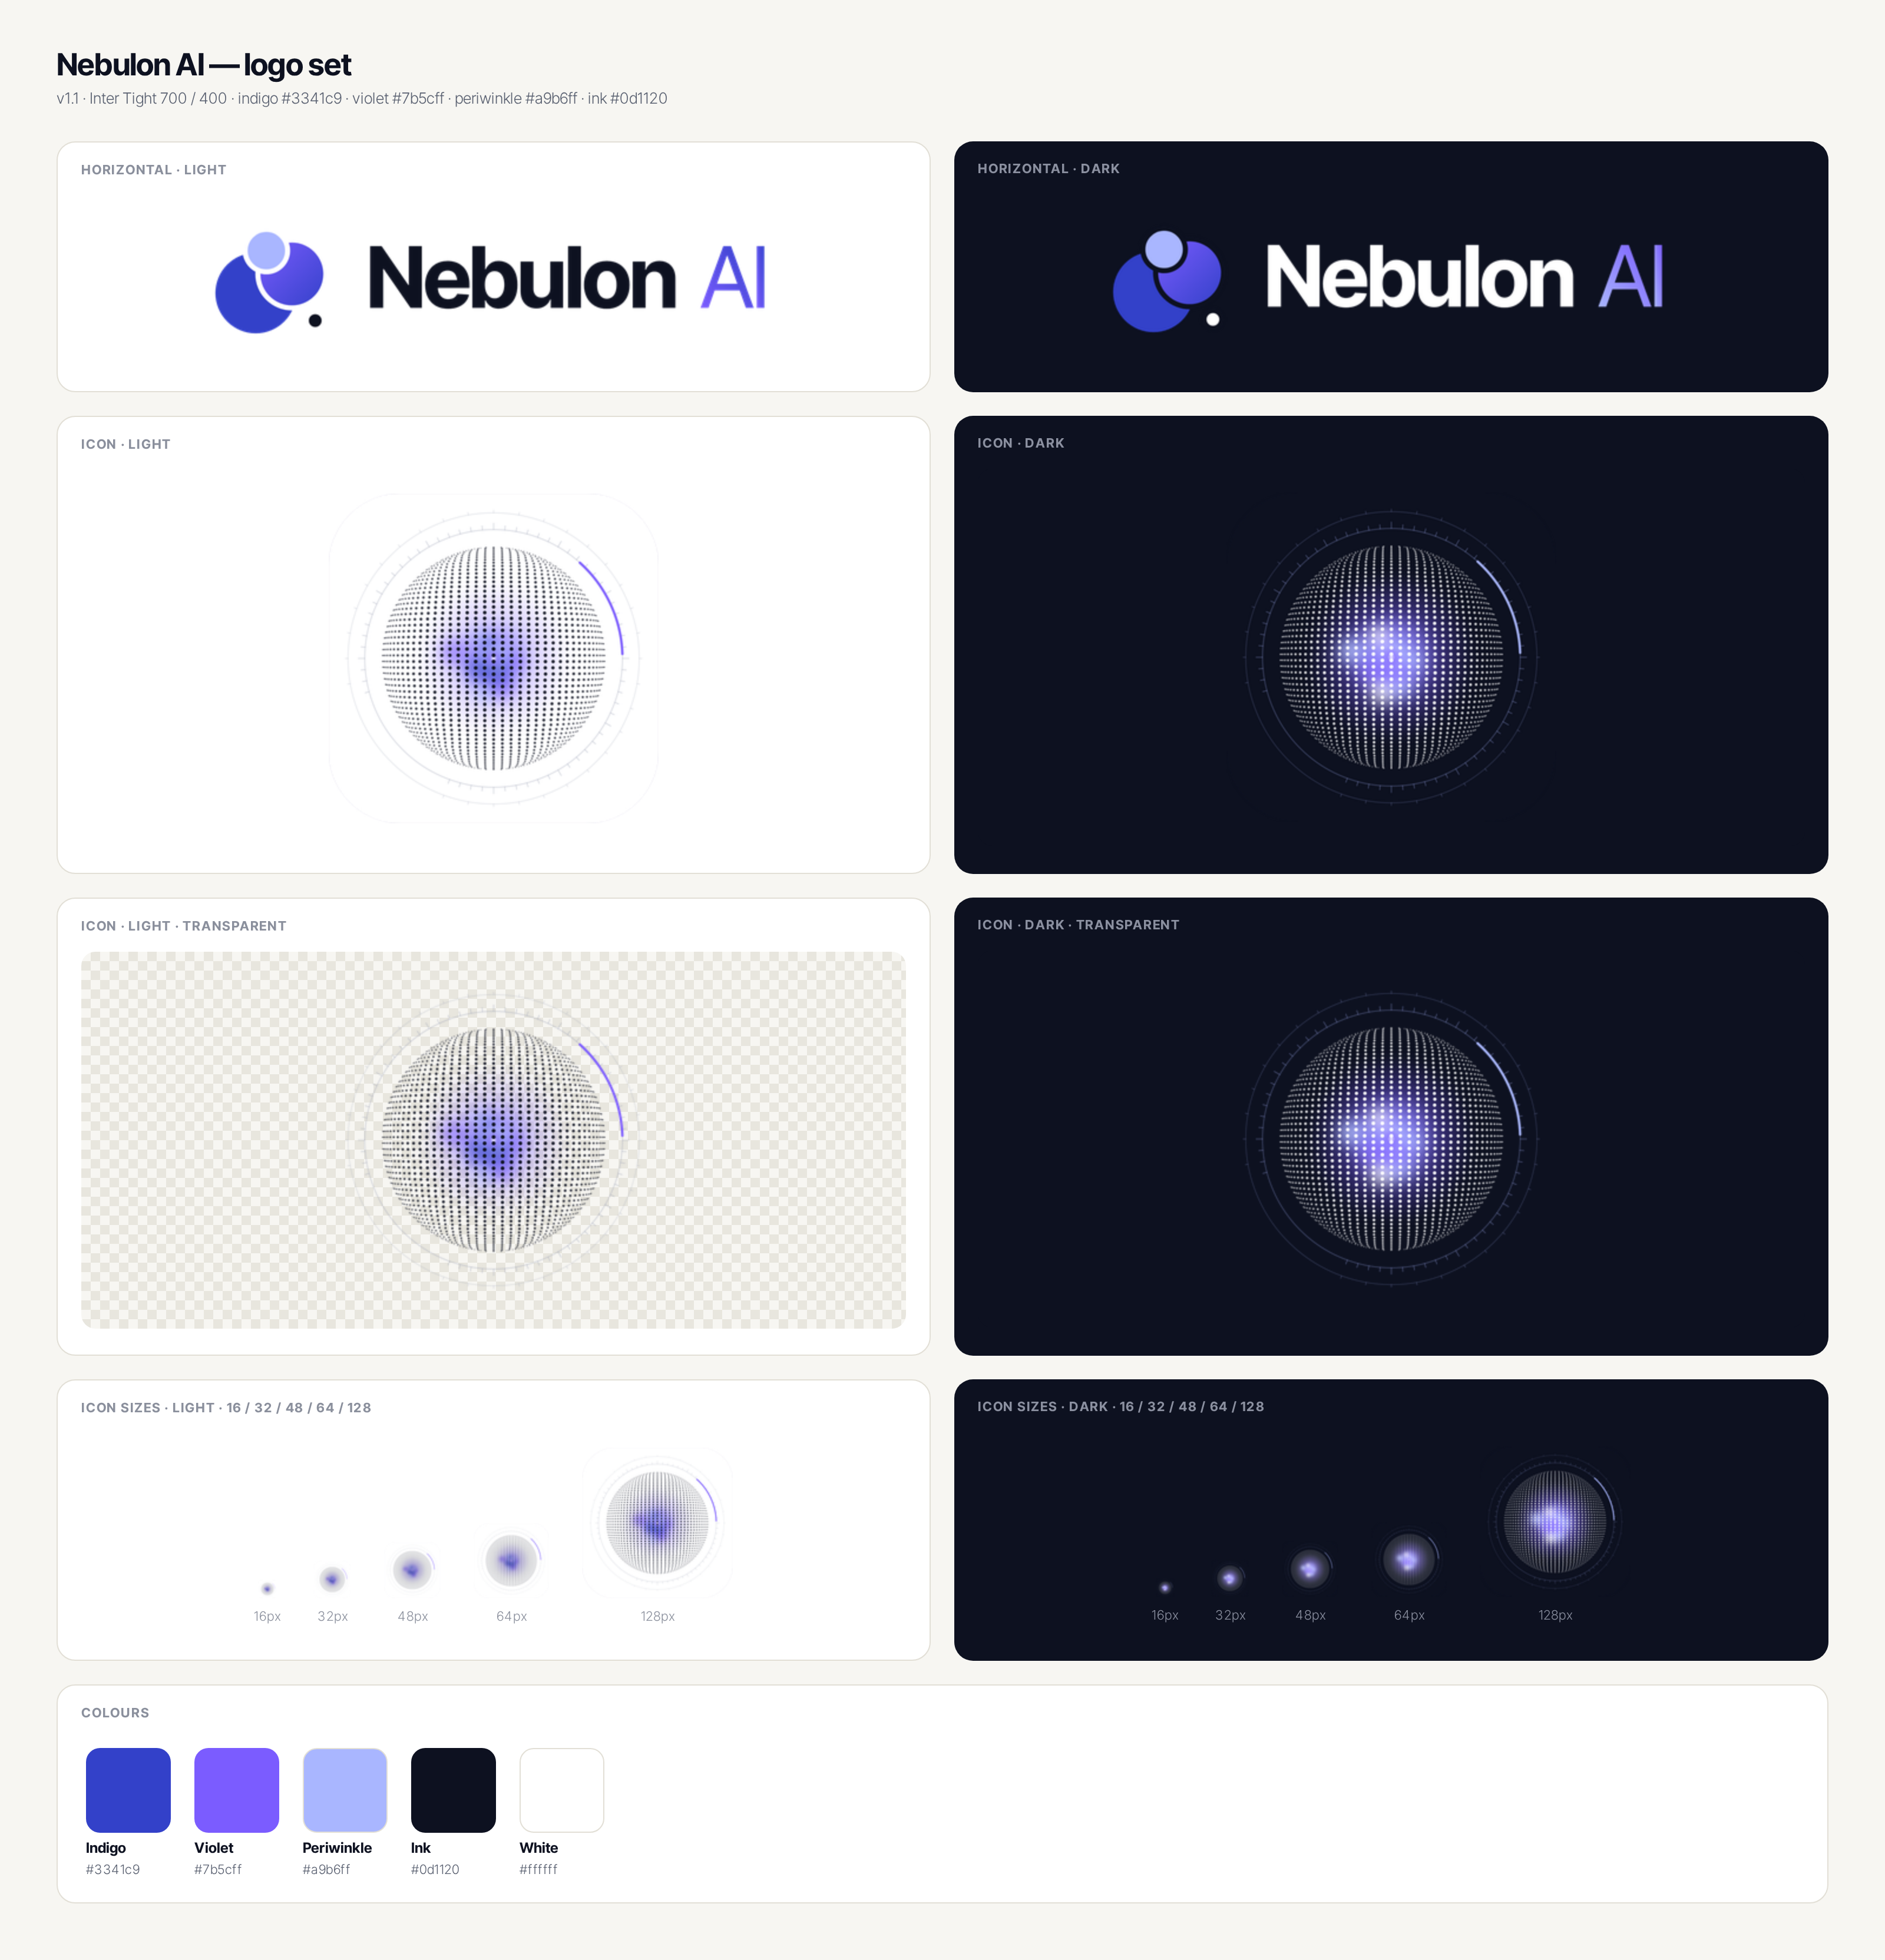 Nebulon AI — logo set
v1.1 · Inter Tight 700 / 400 · indigo #3341c9 · violet #7b5cff · periwinkle #a9b6ff · ink #0d1120
HORIZONTAL · LIGHT
Nebulon AI
HORIZONTAL · DARK
Nebulon AI
ICON · LIGHT
ICON · DARK
ICON · LIGHT · TRANSPARENT
ICON · DARK · TRANSPARENT
ICON SIZES · LIGHT · 16 / 32 / 48 / 64 / 128
16px 32px 48px 64px 128px
ICON SIZES · DARK · 16 / 32 / 48 / 64 / 128
16px 32px 48px 64px 128px
COLOURS
Indigo Violet Periwinkle Ink White
#3341c9 #7b5cff #a9b6ff #0d1120 #ffffff